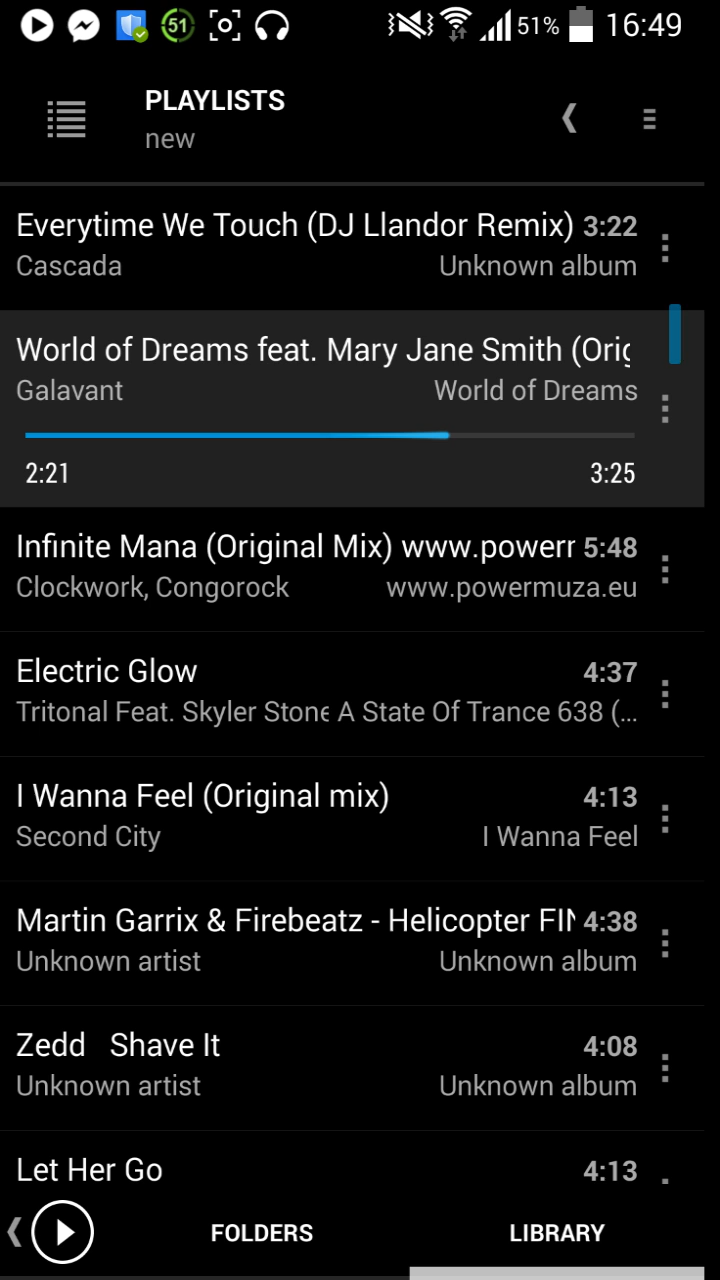 51 51% 16:49
PLAYLISTS
new
Everytime We Touch (DJ Llandor Remix) 3:22
Cascada Unknown album
World of Dreams feat. Mary Jane Smith (Orig
Galavant World of Dreams
2:21 3:25
Infinite Mana (Original Mix) www.powerr 5:48
Clockwork, Congorock www.powermuza.eu
Electric Glow 4:37
Tritonal Feat. Skyler Stone A State Of Trance 638 (...
I Wanna Feel (Original mix) 4:13
Second City I Wanna Feel
Martin Garrix & Firebeatz - Helicopter FIN 4:38
Unknown artist Unknown album
Zedd   Shave It 4:08
Unknown artist Unknown album
Let Her Go 4:13
FOLDERS LIBRARY